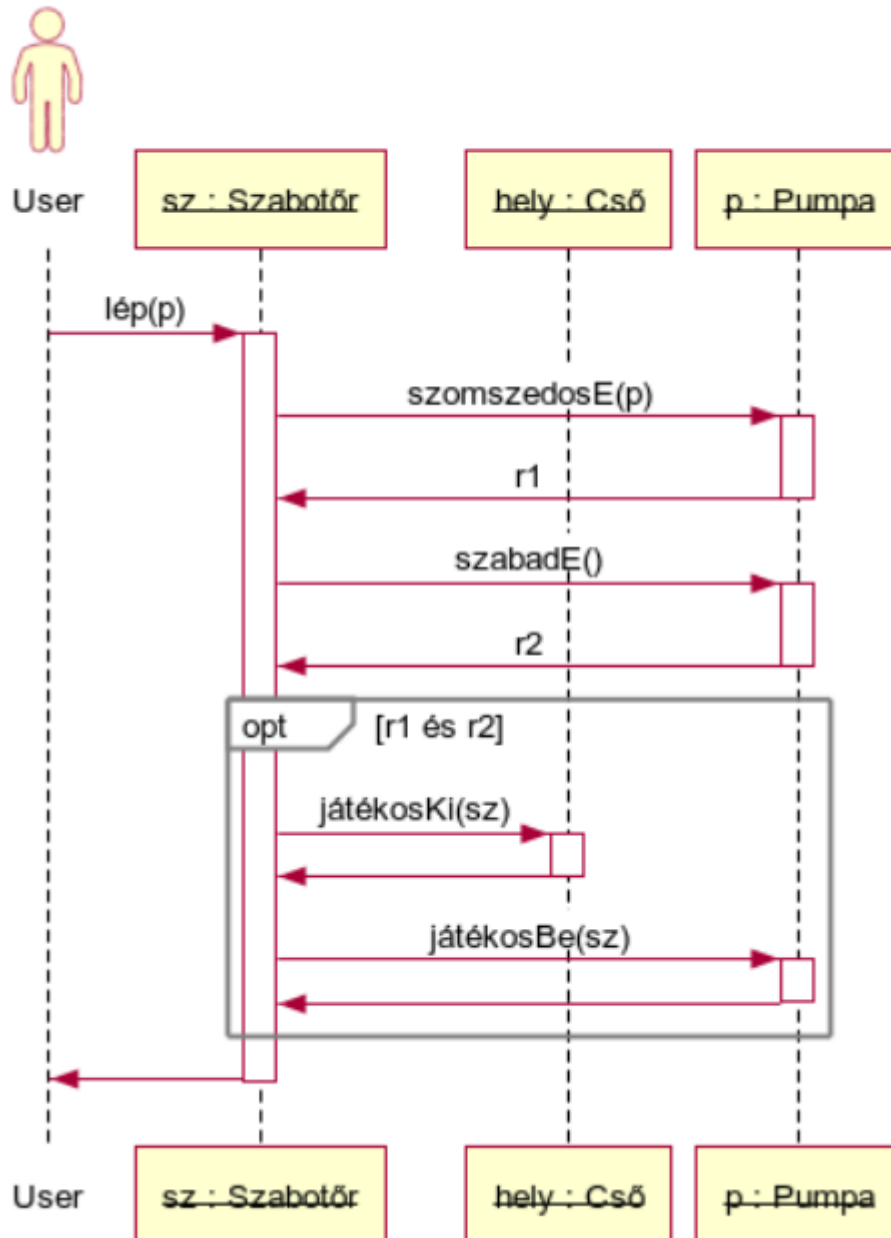 User
sz : Szabotőr
hely : Cső
p : Pumpa
lép(p)
szomszedosE(p)
r1
szabadE()
r2
opt
[r1 és r2]
játékosKi(sz)
játékosBe(sz)
User
sz : Szabotőr
hely : Cső
p : Pumpa